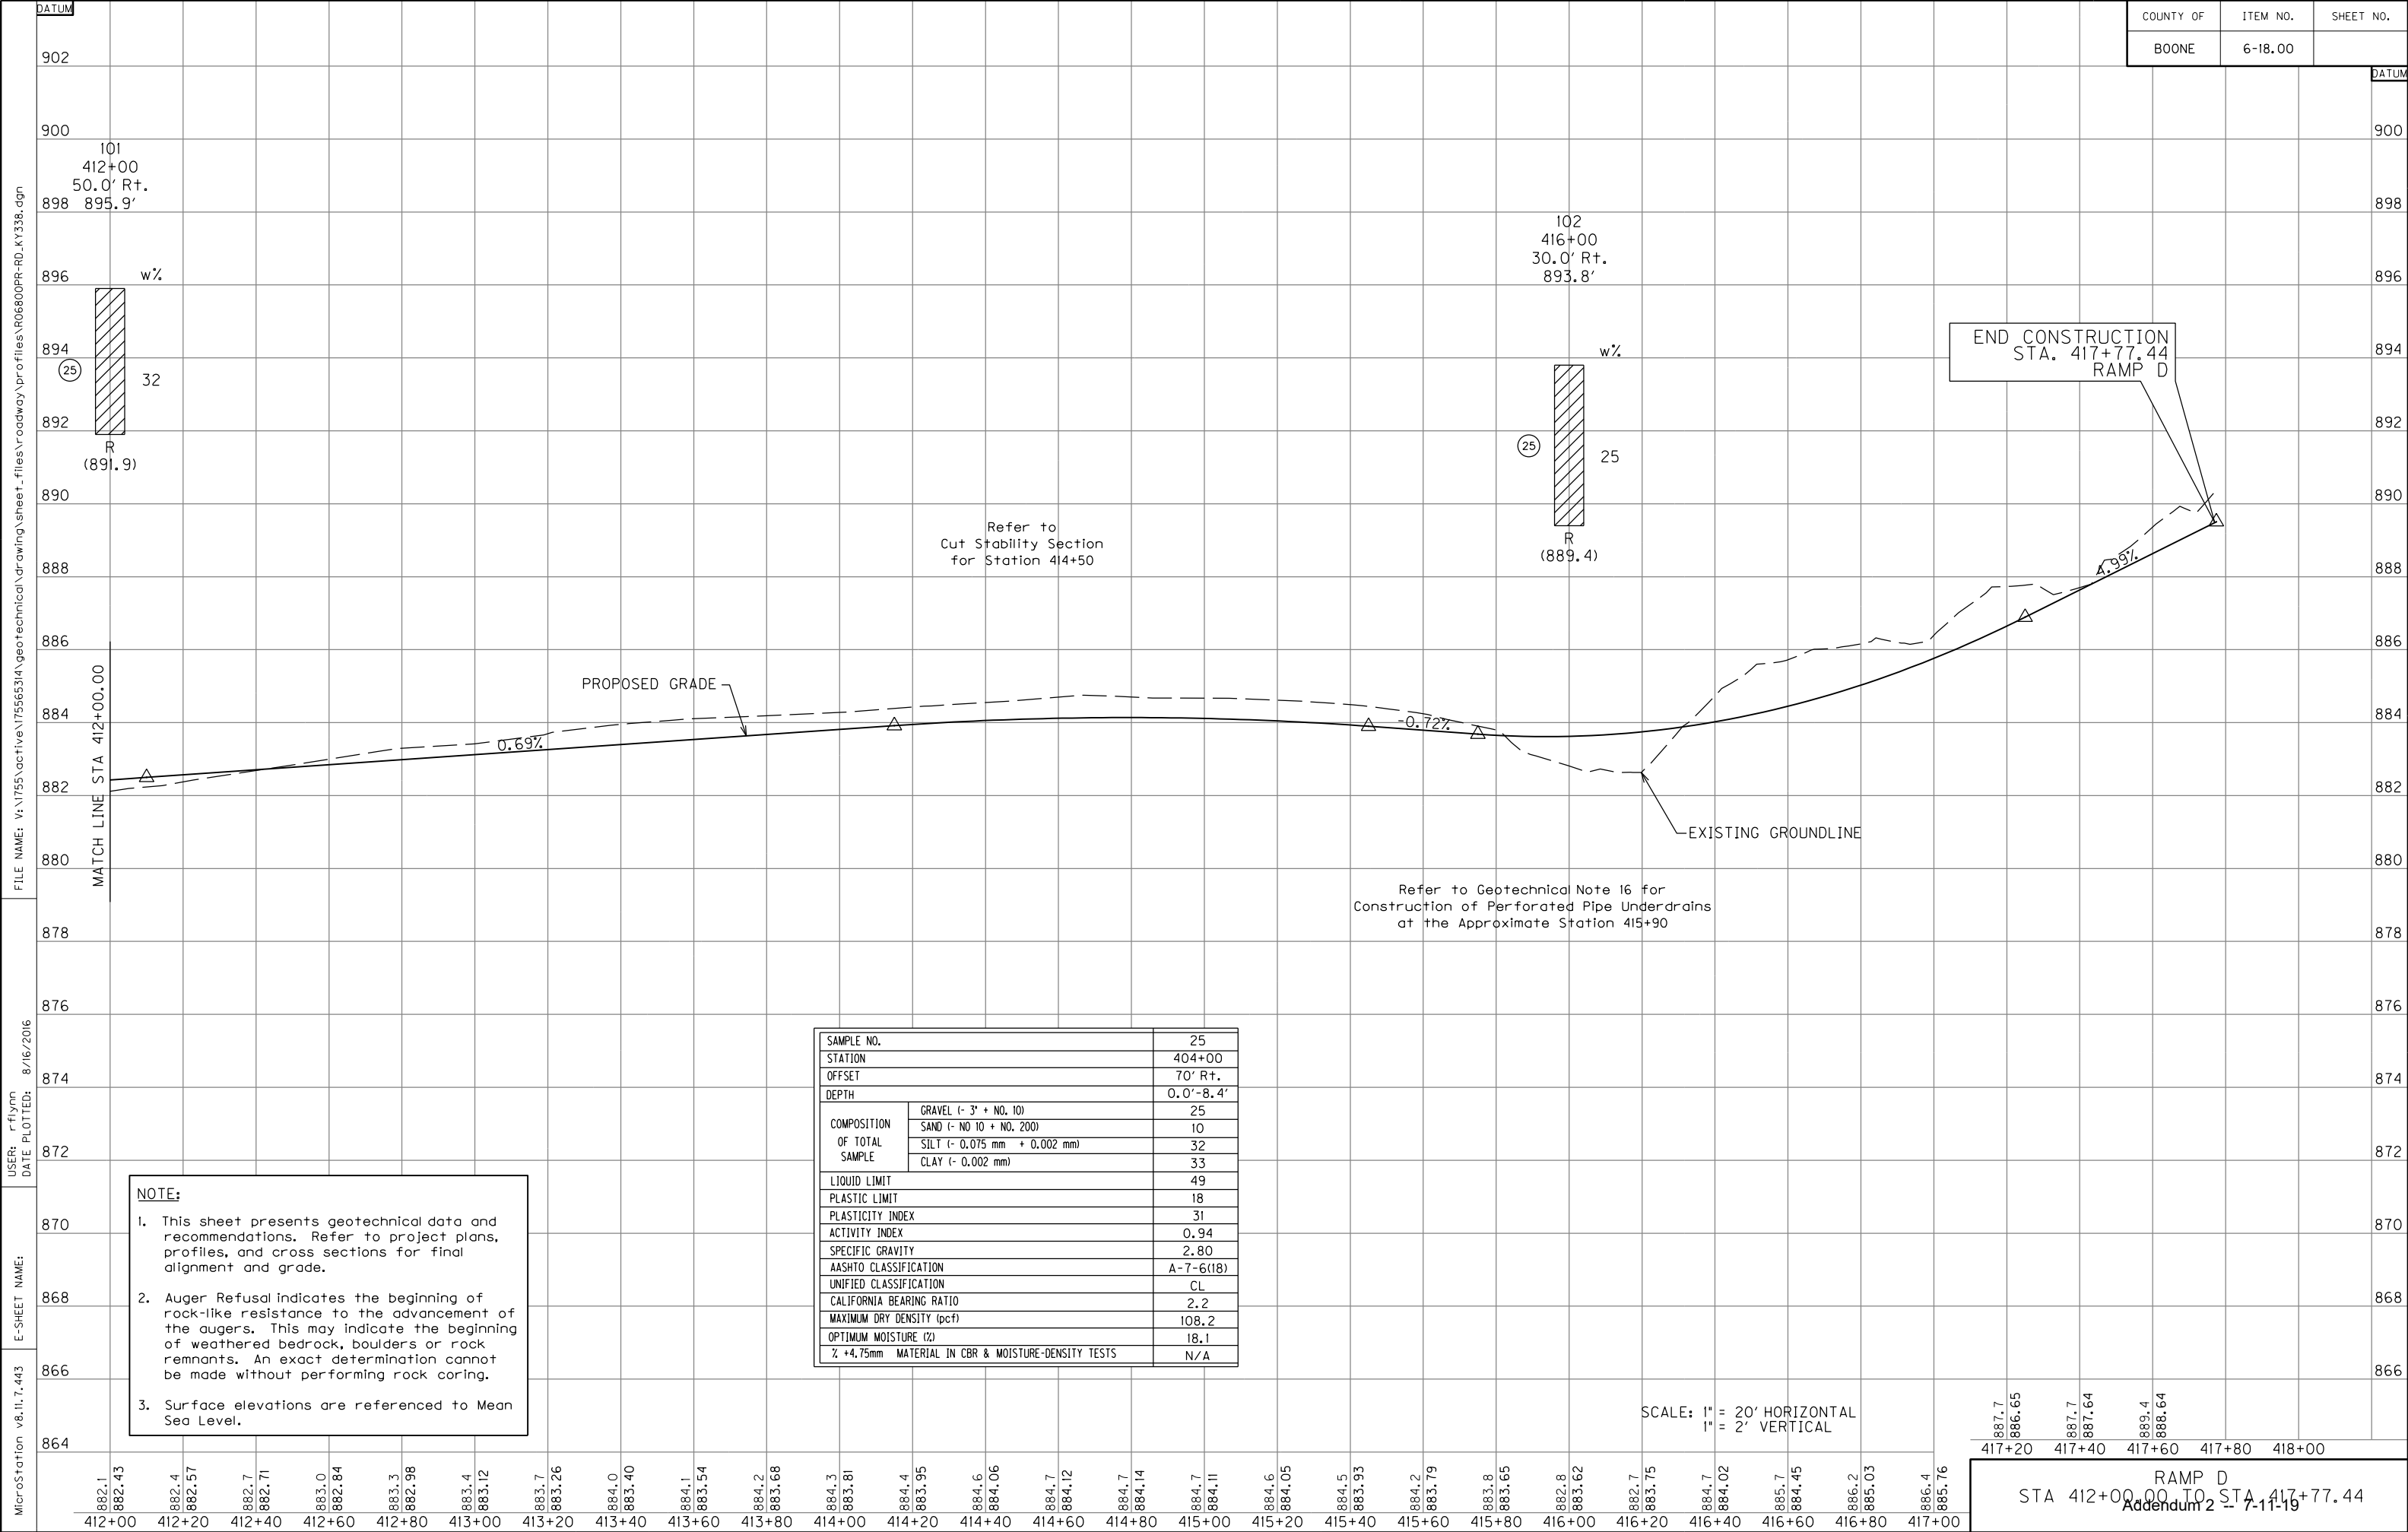 DATUM
COUNTY OF ITEM NO. SHEET NO.
BOONE 6-18.00
DATUM
902
900 900
898 898
896 896
894 894
892 892
890 890
888 888
886 886
884 884
882 882
880 880
878 878
876 876
874 874
872 872
870 870
868 868
866 866
864
FILE NAME: V:\1755\active\175565314\geotechnical\drawing\sheet_files\roadway\profiles\R06800PR-RD_KY338.dgn
USER: rflynn
DATE PLOTTED: 8/16/2016
E-SHEET NAME:
MicroStation v8.11.7.443
101
412+00
50.0' Rt.
895.9'
w%
25
32
R
(891.9)
102
416+00
30.0' Rt.
893.8'
w%
25
25
R
(889.4)
END CONSTRUCTION
STA. 417+77.44
RAMP D
Refer to
Cut Stability Section
for Station 414+50
4.99%
MATCH LINE STA 412+00.00
PROPOSED GRADE
0.69%
-0.72%
EXISTING GROUNDLINE
Refer to Geotechnical Note 16 for
Construction of Perforated Pipe Underdrains
at the Approximate Station 415+90
SAMPLE NO. 25
STATION 404+00
OFFSET 70' Rt.
DEPTH 0.0'-8.4'
COMPOSITION
OF TOTAL
SAMPLE
GRAVEL (- 3" + NO. 10) 25
SAND (- NO 10 + NO. 200) 10
SILT (- 0.075 mm + 0.002 mm) 32
CLAY (- 0.002 mm) 33
LIQUID LIMIT 49
PLASTIC LIMIT 18
PLASTICITY INDEX 31
ACTIVITY INDEX 0.94
SPECIFIC GRAVITY 2.80
AASHTO CLASSIFICATION A-7-6(18)
UNIFIED CLASSIFICATION CL
CALIFORNIA BEARING RATIO 2.2
MAXIMUM DRY DENSITY (pcf) 108.2
OPTIMUM MOISTURE (%) 18.1
% +4.75mm MATERIAL IN CBR & MOISTURE-DENSITY TESTS N/A
NOTE:
1. This sheet presents geotechnical data and
recommendations. Refer to project plans,
profiles, and cross sections for final
alignment and grade.
2. Auger Refusal indicates the beginning of
rock-like resistance to the advancement of
the augers. This may indicate the beginning
of weathered bedrock, boulders or rock
remnants. An exact determination cannot
be made without performing rock coring.
3. Surface elevations are referenced to Mean
Sea Level.
SCALE: 1" = 20' HORIZONTAL
1" = 2' VERTICAL
887.7 886.65
887.7 887.64
889.4 888.64
417+20 417+40 417+60 417+80 418+00
882.1 882.43
882.4 882.57
882.7 882.71
883.0 882.84
883.3 882.98
883.4 883.12
883.7 883.26
884.0 883.40
884.1 883.54
884.2 883.68
884.3 883.81
884.4 883.95
884.6 884.06
884.7 884.12
884.7 884.14
884.7 884.11
884.6 884.05
884.5 883.93
884.2 883.79
883.8 883.65
882.8 883.62
882.7 883.75
884.7 884.02
885.7 884.45
886.2 885.03
886.4 885.76
412+00 412+20 412+40 412+60 412+80 413+00 413+20 413+40 413+60 413+80 414+00 414+20 414+40 414+60 414+80 415+00 415+20 415+40 415+60 415+80 416+00 416+20 416+40 416+60 416+80 417+00
RAMP D
STA 412+00.00 TO STA 417+77.44
Addendum 2 -- 7-11-19